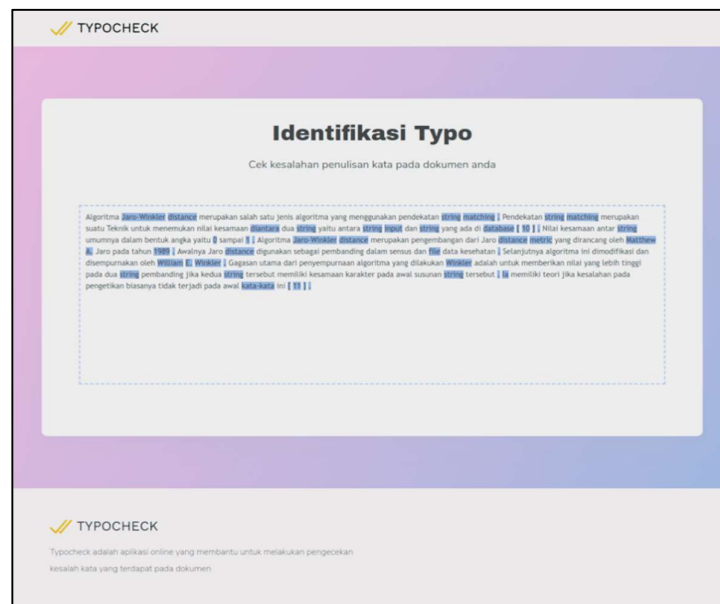 TYPOCHECK
Identifikasi Typo
Cek kesalahan penulisan kata pada dokumen anda
Algoritma Jaro-Winkler distance merupakan salah satu jenis algoritma yang menggunakan pendekatan string matching . Pendekatan string matching merupakan
suatu Teknik untuk menemukan nilai kesamaan diantara dua string yaitu antara string input dan string yang ada di database [ 10 ] . Nilai kesamaan antar string
umumnya dalam bentuk angka yaitu 0 sampai 1 . Algoritma Jaro-Winkler distance merupakan pengembangan dari Jaro distance metric yang dirancang oleh Matthew
A. Jaro pada tahun 1989 . Awalnya Jaro distance digunakan sebagai pembanding dalam sensus dan file data kesehatan . Selanjutnya algoritma ini dimodifikasi dan
disempurnakan oleh William E. Winkler . Gagasan utama dari penyempurnaan algoritma yang dilakukan Winkler adalah untuk memberikan nilai yang lebih tinggi
pada dua string pembanding jika kedua string tersebut memiliki kesamaan karakter pada awal susunan string tersebut . Ia memiliki teori jika kesalahan pada
pengetikan biasanya tidak terjadi pada awal kata-kata ini [ 11 ] .
TYPOCHECK
Typocheck adalah aplikasi online yang membantu untuk melakukan pengecekan
kesalah kata yang terdapat pada dokumen